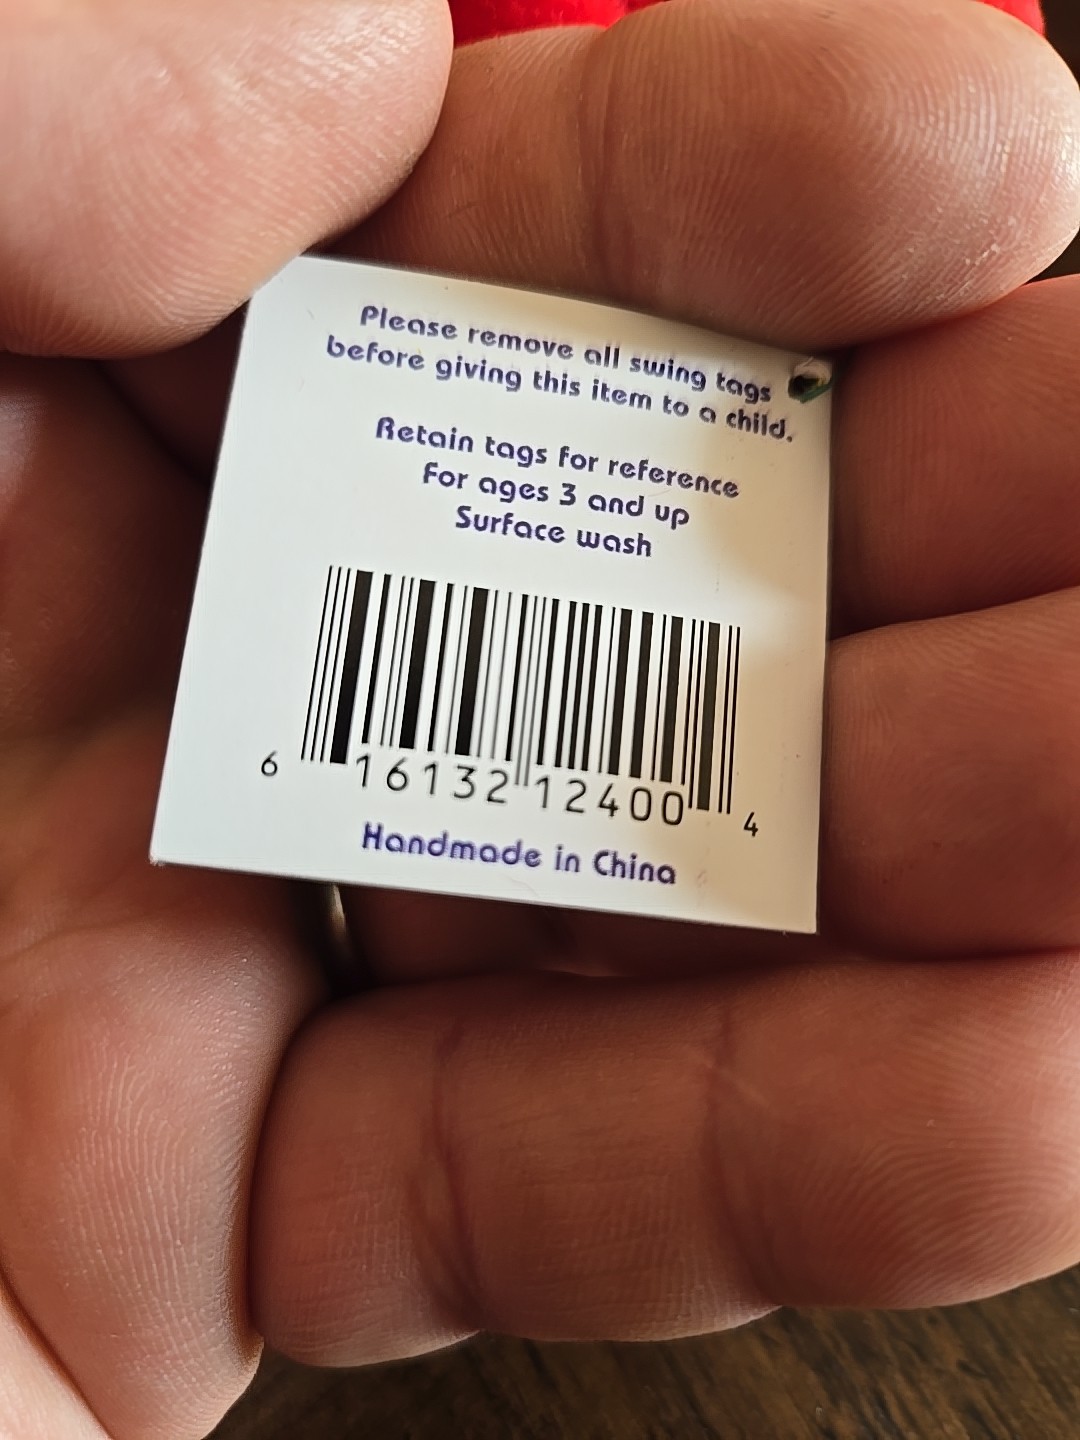 Please remove all swing tags
before giving this item to a child.
Retain tags for reference
For ages 3 and up
Surface wash
6 16132 12400 4
Handmade in China